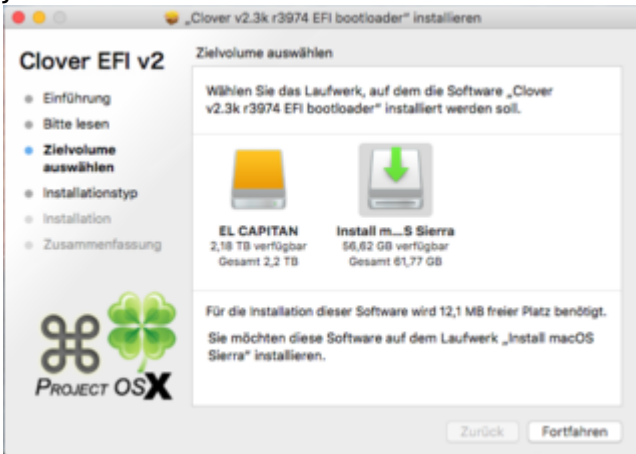 „Clover v2.3k r3974 EFI bootloader" installieren
Clover EFI v2
Zielvolume auswählen
Einführung
Bitte lesen
Zielvolume
auswählen
Installationstyp
Installation
Zusammenfassung
Wählen Sie das Laufwerk, auf dem die Software „Clover
v2.3k r3974 EFI bootloader" installiert werden soll.
EL CAPITAN
2,18 TB verfügbar
Gesamt 2,2 TB
Install m...S Sierra
56,62 GB verfügbar
Gesamt 61,77 GB
Für die Installation dieser Software wird 12,1 MB freier Platz benötigt.
Sie möchten diese Software auf dem Laufwerk „Install macOS
Sierra" installieren.
PROJECT OSX
Zurück
Fortfahren